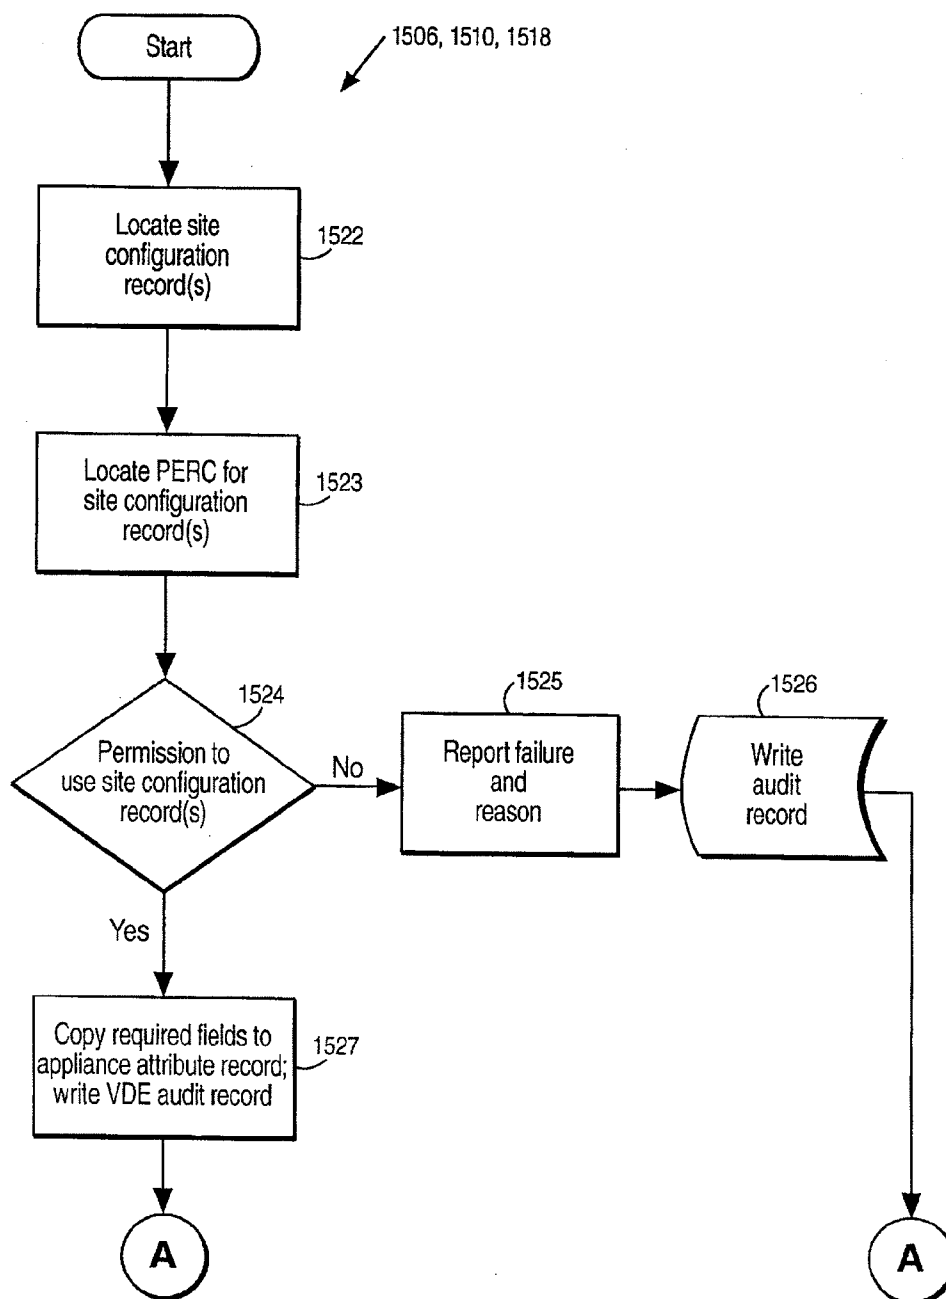 Start
1506, 1510, 1518
Locate site
configuration
record(s)
1522
Locate PERC for
site configuration
record(s)
1523
1524
Permission to
use site configuration
record(s)
No
1525
Report failure
and
reason
1526
Write
audit
record
Yes
Copy required fields to
appliance attribute record;
write VDE audit record
1527
A
A